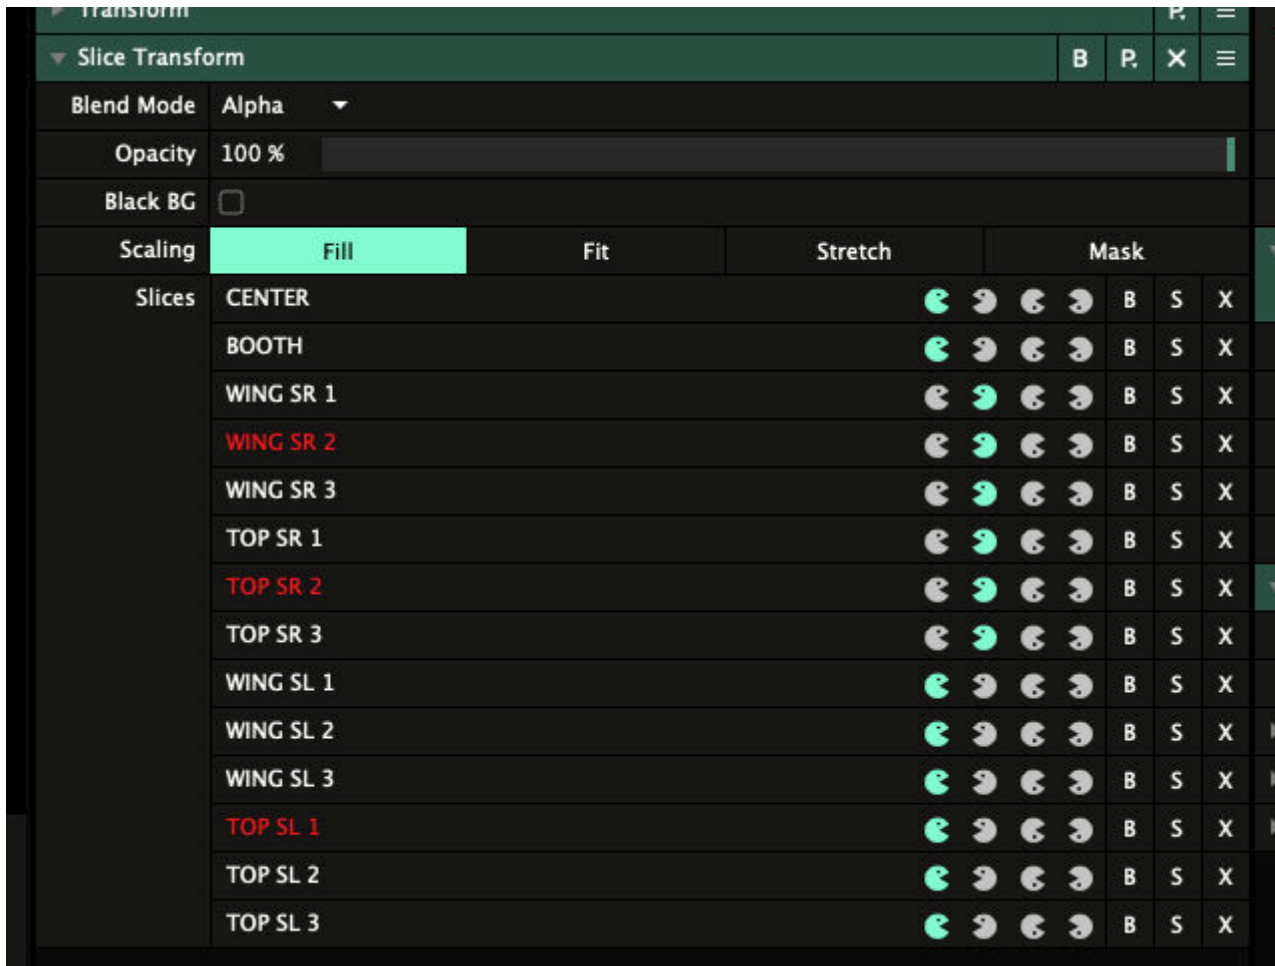 Transform P.
Slice Transform B P. X
Blend Mode Alpha
Opacity 100 %
Black BG
Scaling Fill Fit Stretch Mask
Slices CENTER B S X
BOOTH B S X
WING SR 1 B S X
WING SR 2 B S X
WING SR 3 B S X
TOP SR 1 B S X
TOP SR 2 B S X
TOP SR 3 B S X
WING SL 1 B S X
WING SL 2 B S X
WING SL 3 B S X
TOP SL 1 B S X
TOP SL 2 B S X
TOP SL 3 B S X